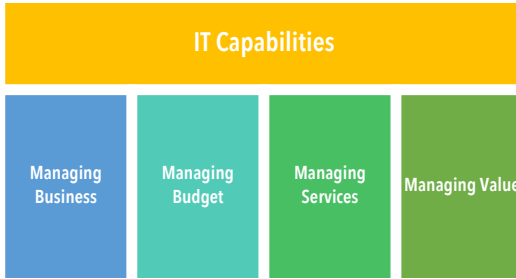 IT Capabilities
Managing
Business
Managing
Budget
Managing
Services
Managing Value